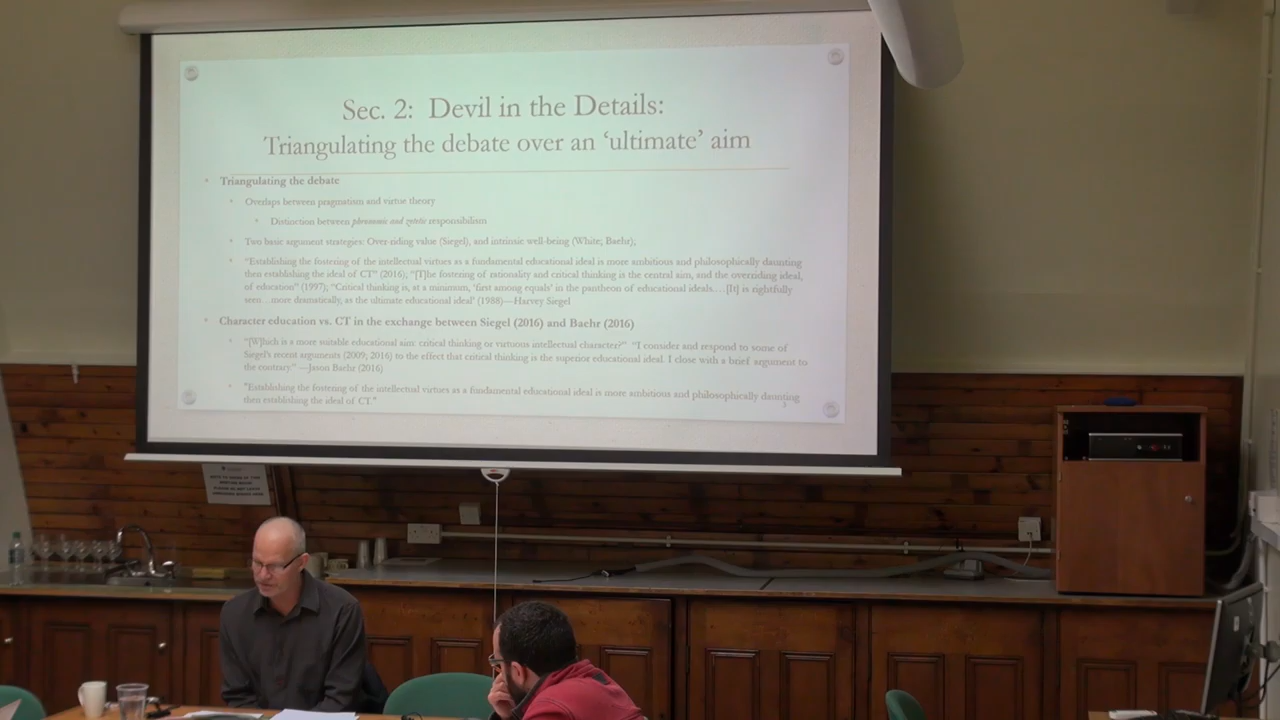 Sec. 2: Devil in the Details:
Triangulating the debate over an ‘ultimate’ aim
• Triangulating the debate
• Overlaps between pragmatism and virtue theory
• Distinction between phronomic and zetetic responsibilism
• Two basic argument strategies: Over-riding value (Siegel), and intrinsic well-being (White; Baehr);
• “Establishing the fostering of the intellectual virtues as a fundamental educational ideal is more ambitious and philosophically daunting
then establishing the ideal of CT” (2016); “[T]he fostering of rationality and critical thinking is the central aim, and the overriding ideal,
of education” (1997); “Critical thinking is, at a minimum, ‘first among equals’ in the pantheon of educational ideals.…[It] is rightfully
seen…more dramatically, as the ultimate educational ideal’ (1988)—Harvey Siegel
• Character education vs. CT in the exchange between Siegel (2016) and Baehr (2016)
• “[W]hich is a more suitable educational aim: critical thinking or virtuous intellectual character?” “I consider and respond to some of
Siegel's recent arguments (2009; 2016) to the effect that critical thinking is the superior educational ideal. I close with a brief argument to
the contrary.” —Jason Baehr (2016)
• "Establishing the fostering of the intellectual virtues as a fundamental educational ideal is more ambitious and philosophically daunting
then establishing the ideal of CT."